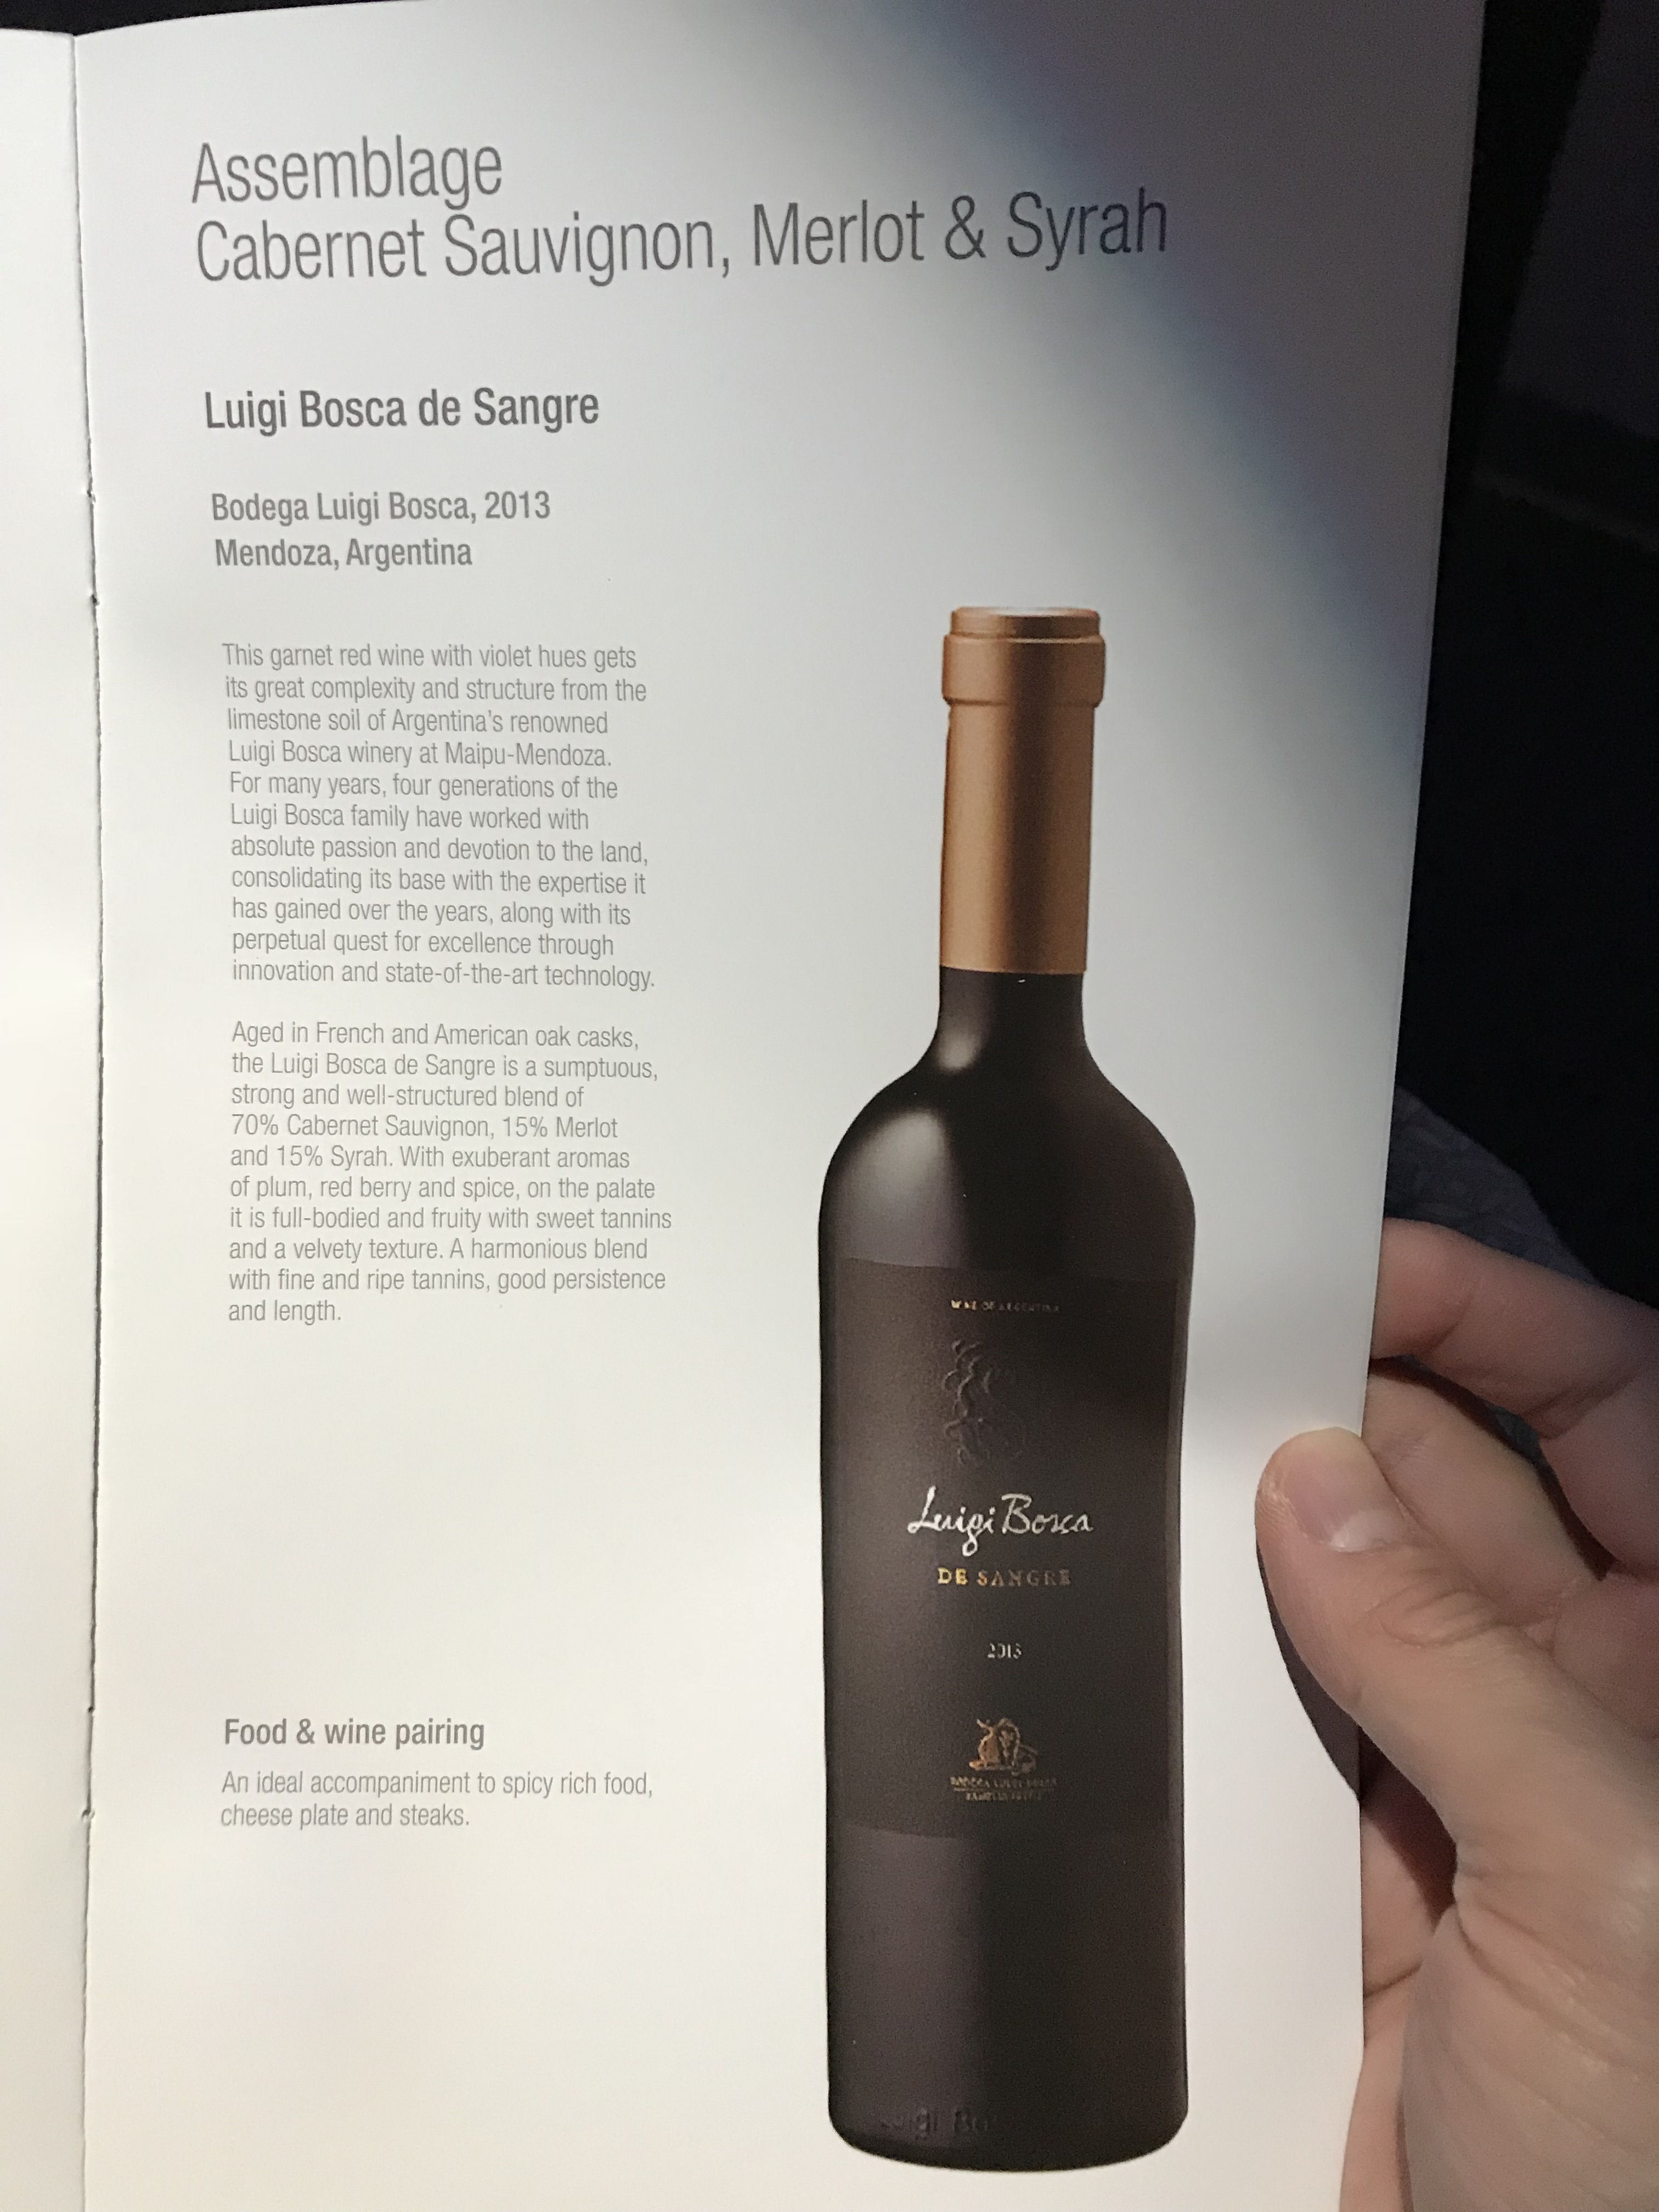 Assemblage
Cabernet Sauvignon, Merlot & Syrah
Luigi Bosca de Sangre
Bodega Luigi Bosca, 2013
Mendoza, Argentina
This garnet red wine with violet hues gets
its great complexity and structure from the
limestone soil of Argentina's renowned
Luigi Bosca winery at Maipu-Mendoza.
For many years, four generations of the
Luigi Bosca family have worked with
absolute passion and devotion to the land,
consolidating its base with the expertise it
has gained over the years, along with its
perpetual quest for excellence through
innovation and state-of-the-art technology.
Aged in French and American oak casks,
the Luigi Bosca de Sangre is a sumptuous,
strong and well-structured blend of
70% Cabernet Sauvignon, 15% Merlot
and 15% Syrah. With exuberant aromas
of plum, red berry and spice, on the palate
it is full-bodied and fruity with sweet tannins
and a velvety texture. A harmonious blend
with fine and ripe tannins, good persistence
and length.
Food & wine pairing
An ideal accompaniment to spicy rich food,
cheese plate and steaks.
WINE OF ARGENTINA
Luigi Bosca
DE SANGRE
2013
BODEGA LUIGI BOSCA